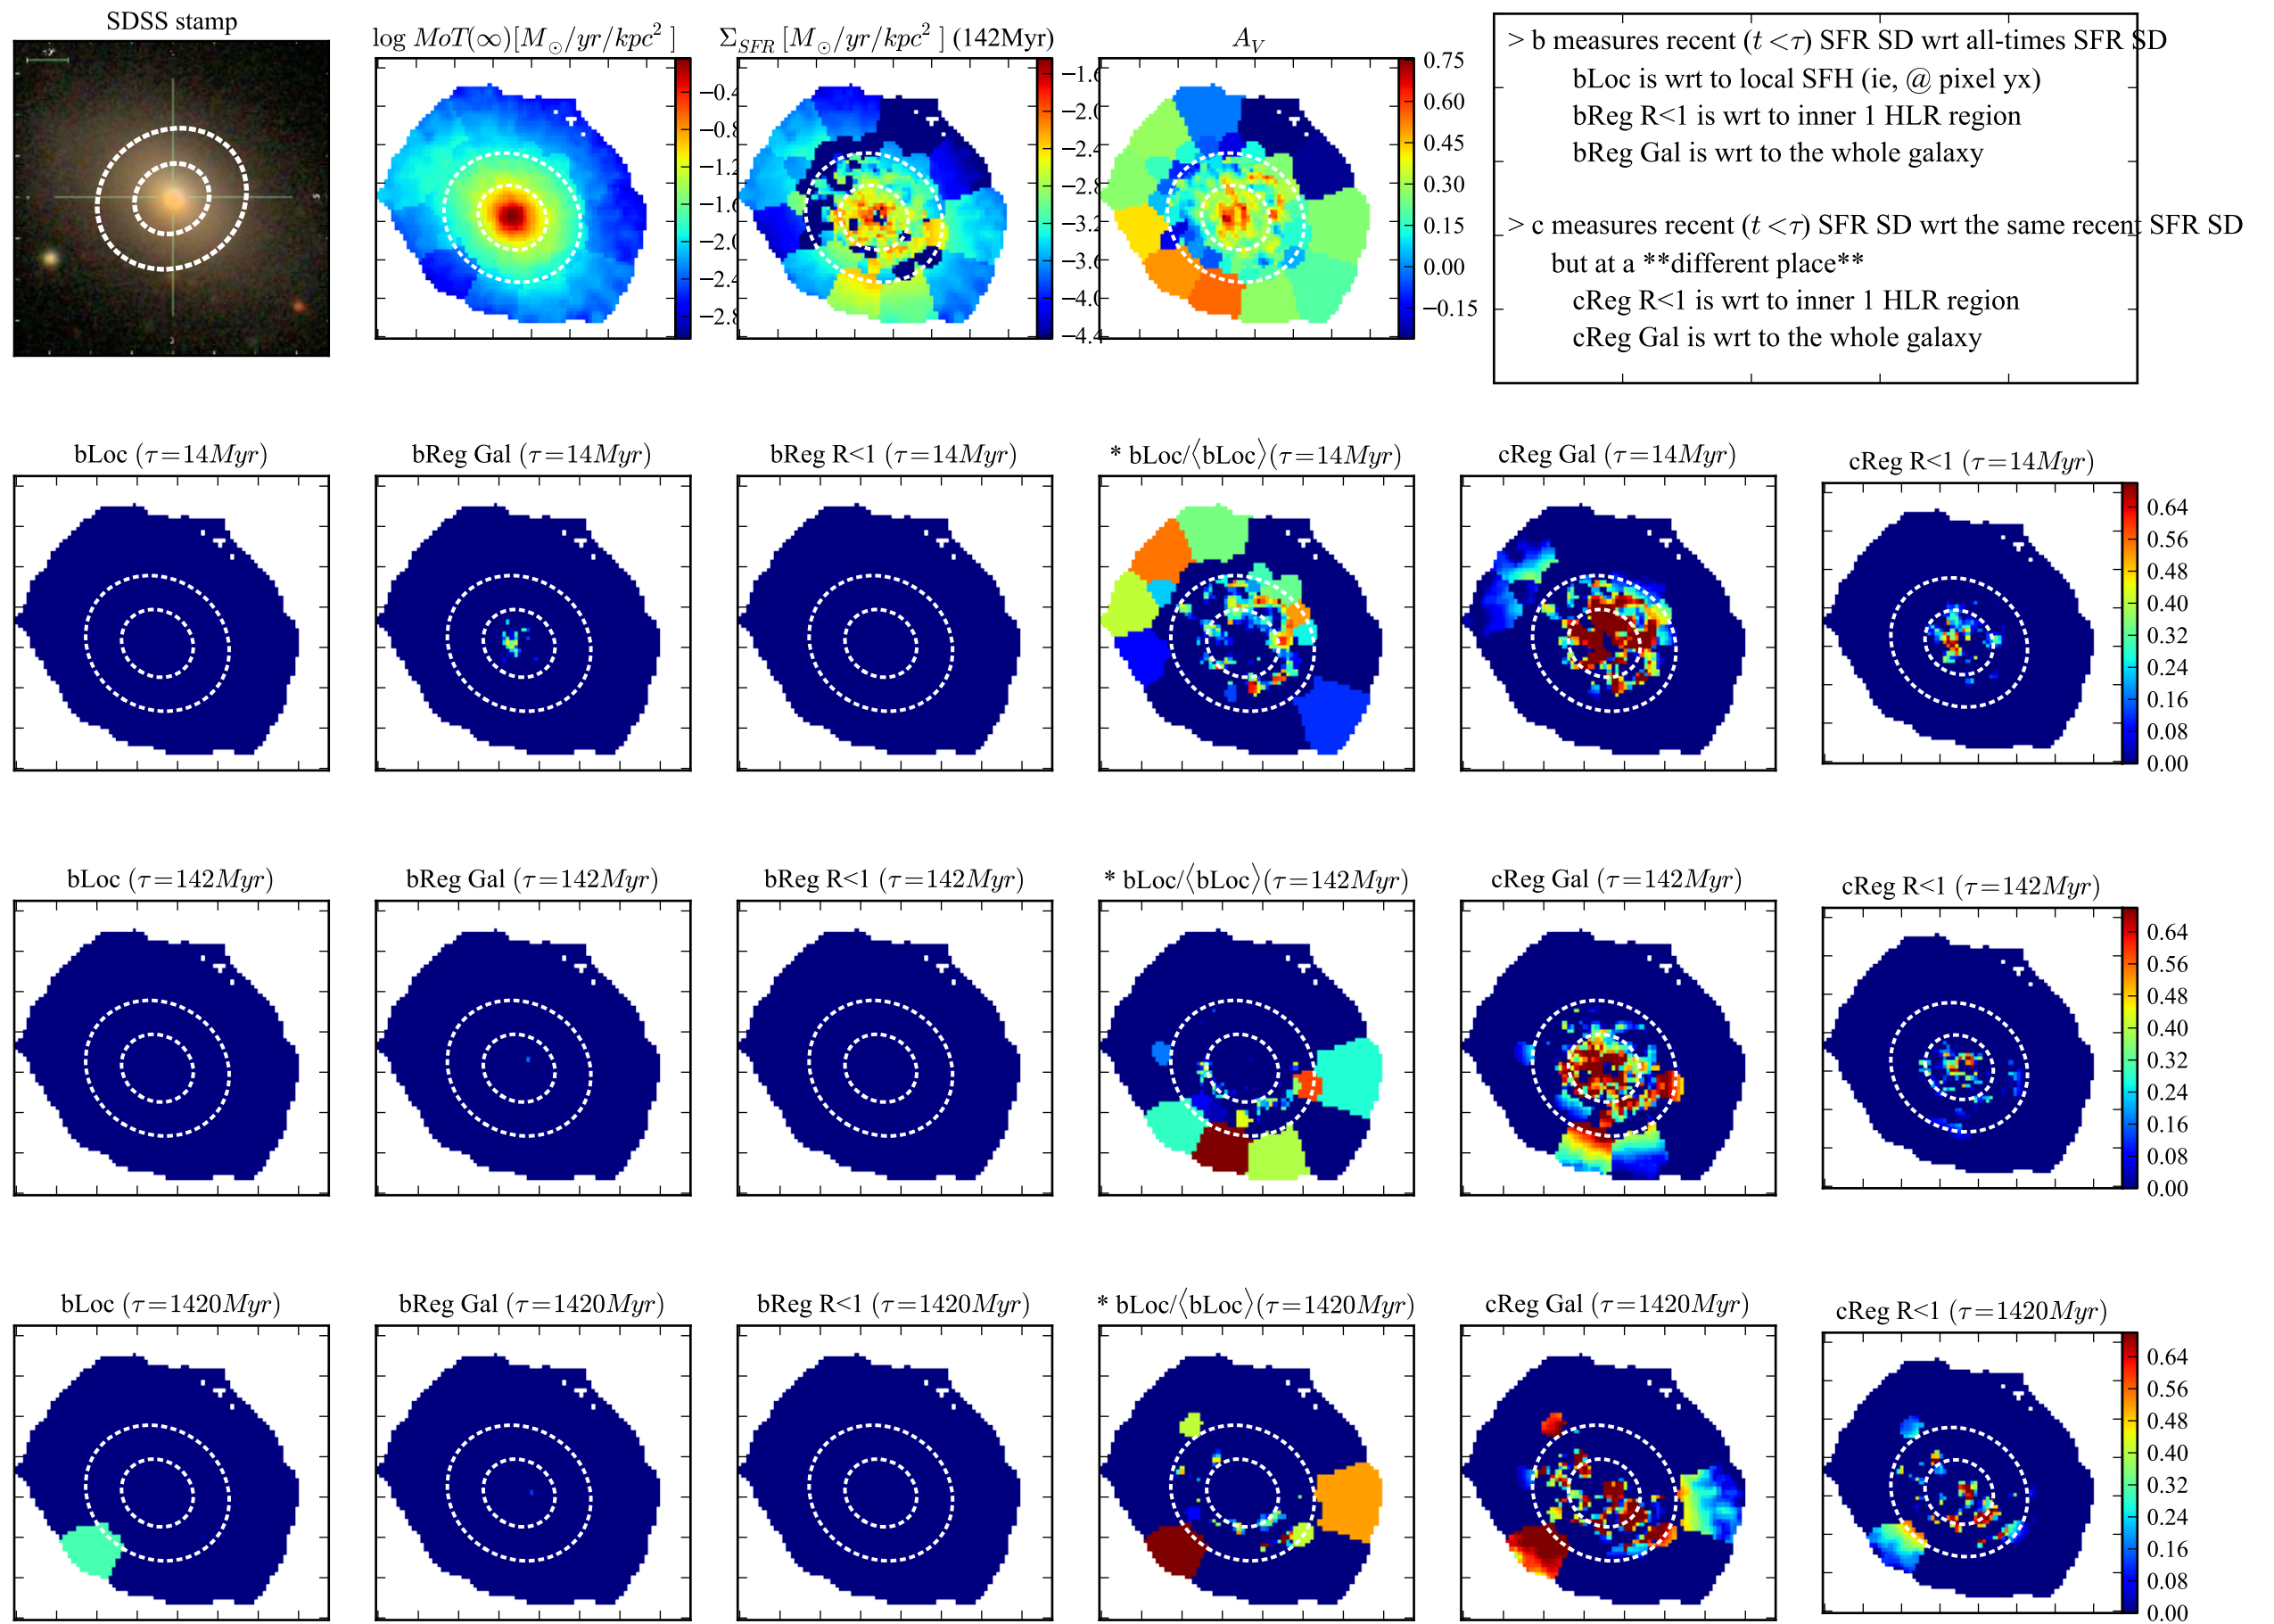 SDSS stamp
log MoT(∞)[M⊙/yr/kpc² ]
Σ_SFR [M⊙/yr/kpc² ] (142Myr)
A_V
−0.4
−0.8
−1.2
−1.6
−2.0
−2.4
−2.8
−1.6
−2.0
−2.4
−2.8
−3.2
−3.6
−4.0
−4.4
0.75
0.60
0.45
0.30
0.15
0.00
−0.15
> b measures recent (t <τ) SFR SD wrt all-times SFR SD
bLoc is wrt to local SFH (ie, @ pixel yx)
bReg R<1 is wrt to inner 1 HLR region
bReg Gal is wrt to the whole galaxy
> c measures recent (t <τ) SFR SD wrt the same recent SFR SD
but at a **different place**
cReg R<1 is wrt to inner 1 HLR region
cReg Gal is wrt to the whole galaxy
bLoc (τ=14Myr)
bReg Gal (τ=14Myr)
bReg R<1 (τ=14Myr)
* bLoc/⟨bLoc⟩(τ=14Myr)
cReg Gal (τ=14Myr)
cReg R<1 (τ=14Myr)
0.64
0.56
0.48
0.40
0.32
0.24
0.16
0.08
0.00
bLoc (τ=142Myr)
bReg Gal (τ=142Myr)
bReg R<1 (τ=142Myr)
* bLoc/⟨bLoc⟩(τ=142Myr)
cReg Gal (τ=142Myr)
cReg R<1 (τ=142Myr)
0.64
0.56
0.48
0.40
0.32
0.24
0.16
0.08
0.00
bLoc (τ=1420Myr)
bReg Gal (τ=1420Myr)
bReg R<1 (τ=1420Myr)
* bLoc/⟨bLoc⟩(τ=1420Myr)
cReg Gal (τ=1420Myr)
cReg R<1 (τ=1420Myr)
0.64
0.56
0.48
0.40
0.32
0.24
0.16
0.08
0.00